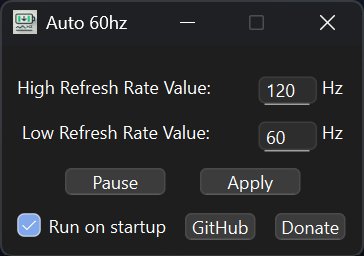 Auto 60hz
High Refresh Rate Value: 120 Hz
Low Refresh Rate Value: 60 Hz
Pause Apply
Run on startup GitHub Donate